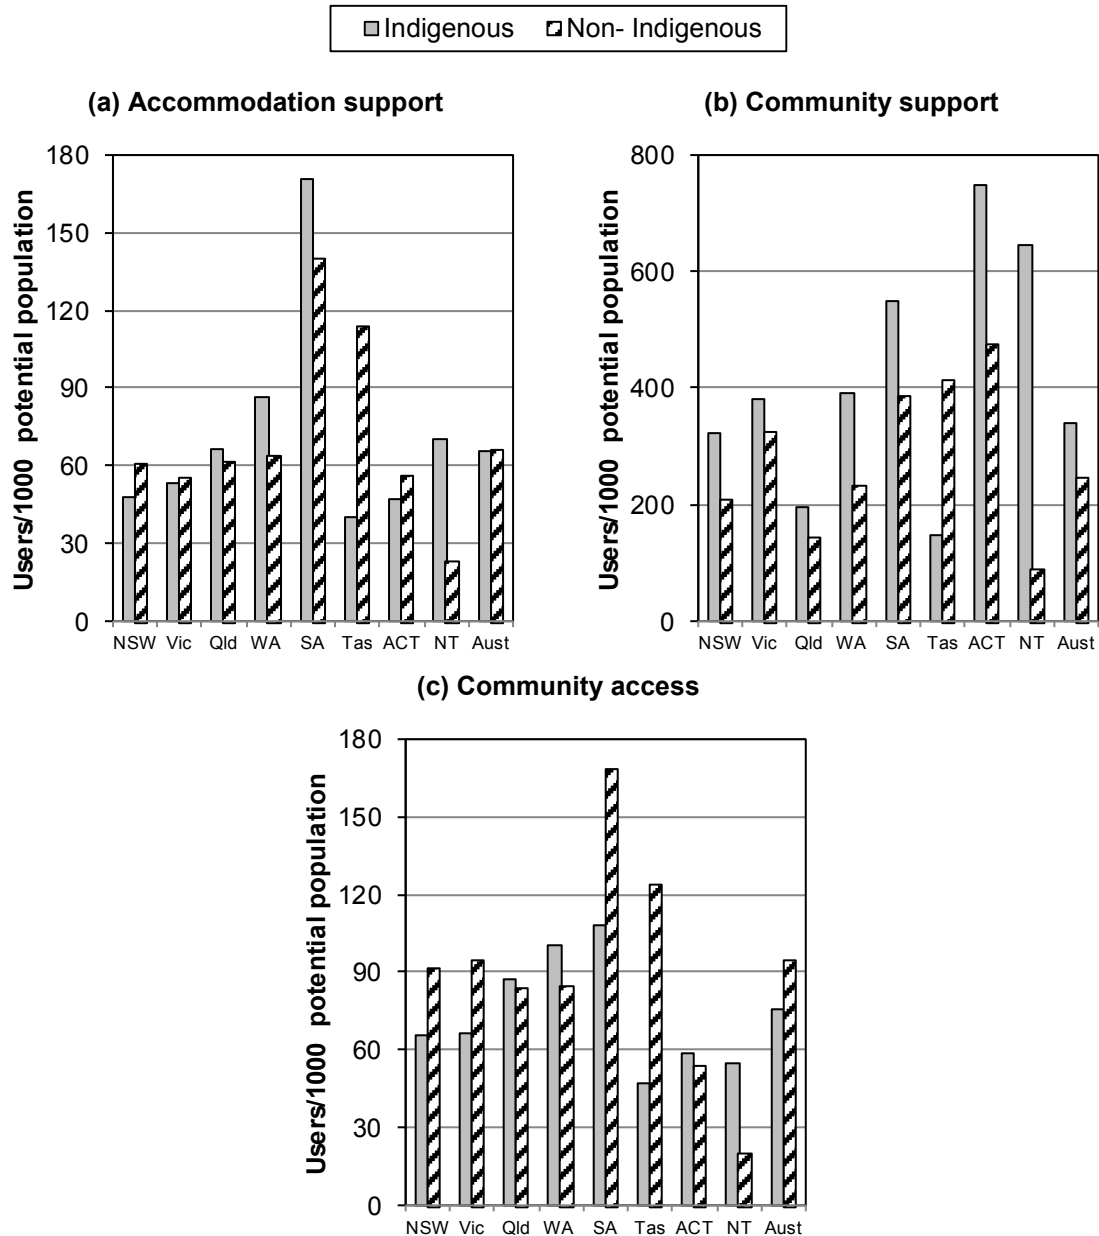 Indigenous Non- Indigenous
(a) Accommodation support
Users/1000 potential population
180
150
120
90
60
30
0
NSW Vic Qld WA SA Tas ACT NT Aust
(b) Community support
Users/1000 potential population
800
600
400
200
0
NSW Vic Qld WA SA Tas ACT NT Aust
(c) Community access
Users/1000 potential population
180
150
120
90
60
30
0
NSW Vic Qld WA SA Tas ACT NT Aust